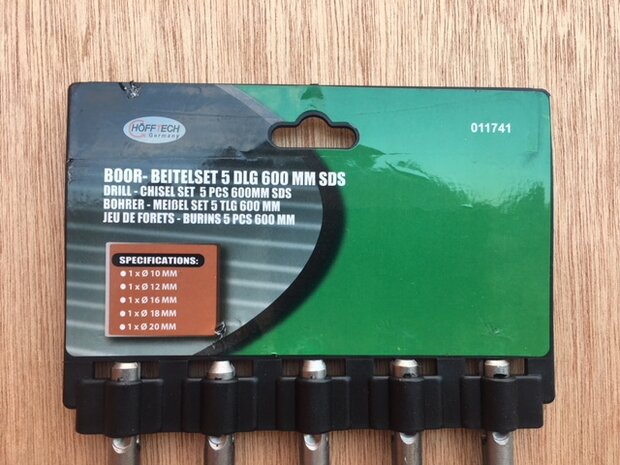 HÖFFTECH
Germany
011741
BOOR- BEITELSET 5 DLG 600 MM SDS
DRILL - CHISEL SET 5 PCS 600MM SDS
BOHRER - MEIßEL SET 5 TLG 600 MM
JEU DE FORETS - BURINS 5 PCS 600 MM
SPECIFICATIONS:
● 1 x Ø 10 MM
● 1 x Ø 12 MM
● 1 x Ø 16 MM
● 1 x Ø 18 MM
● 1 x Ø 20 MM